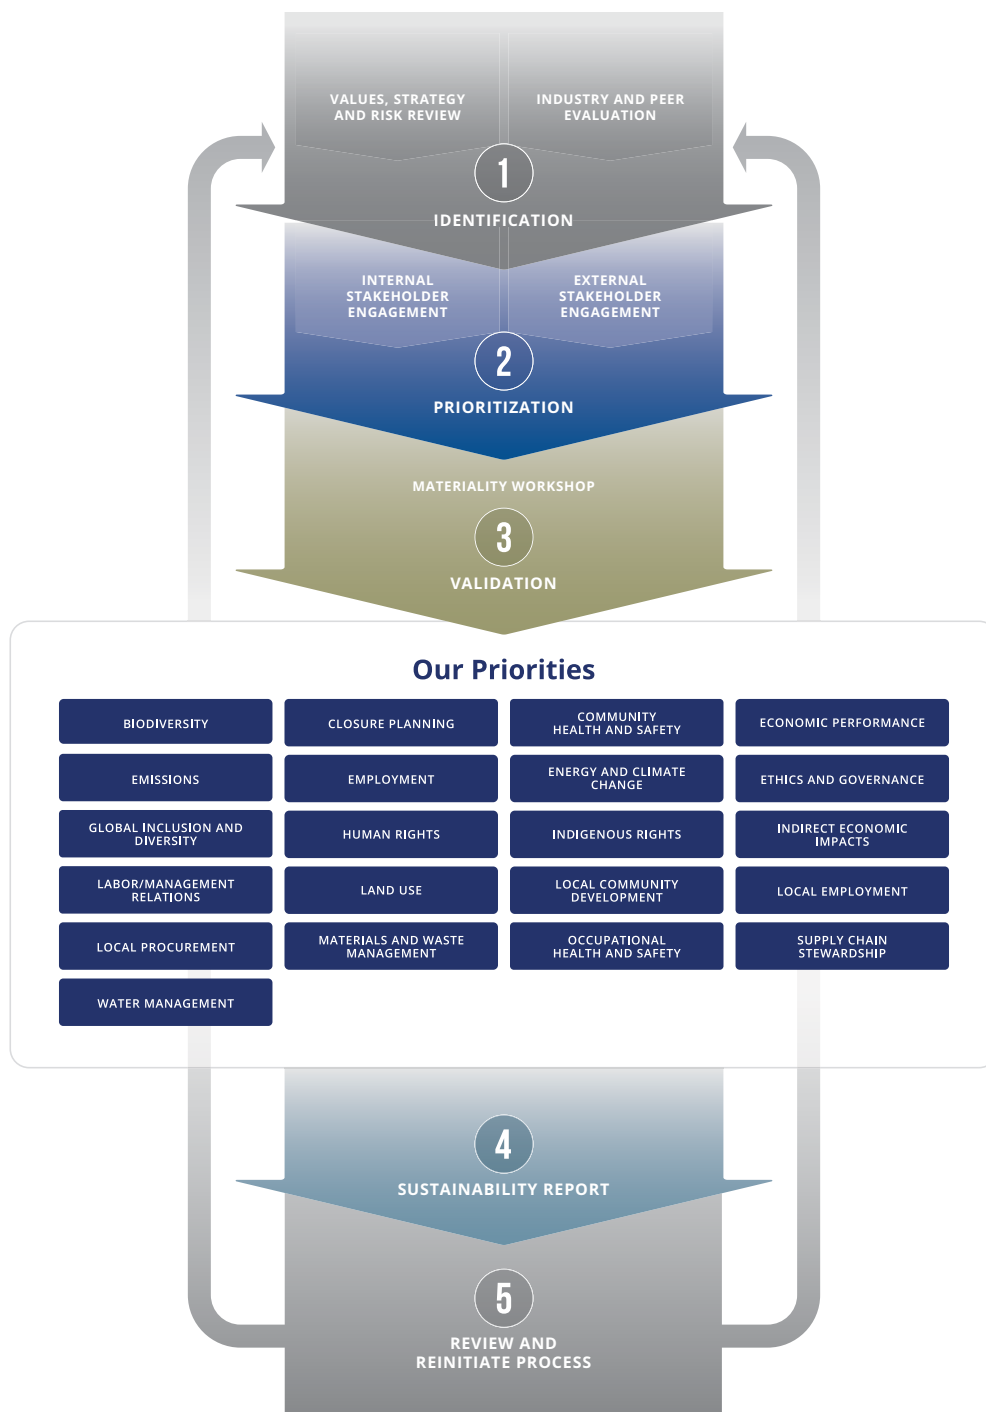 VALUES, STRATEGY
AND RISK REVIEW
INDUSTRY AND PEER
EVALUATION
1
IDENTIFICATION
INTERNAL
STAKEHOLDER
ENGAGEMENT
EXTERNAL
STAKEHOLDER
ENGAGEMENT
2
PRIORITIZATION
MATERIALITY WORKSHOP
3
VALIDATION
Our Priorities
BIODIVERSITY
CLOSURE PLANNING
COMMUNITY
HEALTH AND SAFETY
ECONOMIC PERFORMANCE
EMISSIONS
EMPLOYMENT
ENERGY AND CLIMATE
CHANGE
ETHICS AND GOVERNANCE
GLOBAL INCLUSION AND
DIVERSITY
HUMAN RIGHTS
INDIGENOUS RIGHTS
INDIRECT ECONOMIC
IMPACTS
LABOR/MANAGEMENT
RELATIONS
LAND USE
LOCAL COMMUNITY
DEVELOPMENT
LOCAL EMPLOYMENT
LOCAL PROCUREMENT
MATERIALS AND WASTE
MANAGEMENT
OCCUPATIONAL
HEALTH AND SAFETY
SUPPLY CHAIN
STEWARDSHIP
WATER MANAGEMENT
4
SUSTAINABILITY REPORT
5
REVIEW AND
REINITIATE PROCESS